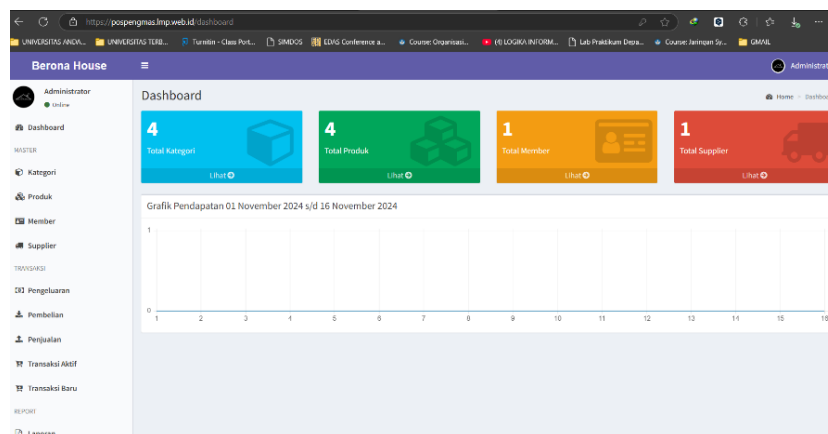 https://pospengmas.lmp.web.id/dashboard
UNIVERSITAS ANDA... UNIVERSITAS TERB... Turnitin - Class Port... SIMDOS EDAS Conference a... Course: Organisasi... (4) LOGIKA INFORM... Lab Praktikum Depa... Course: Jaringan Sy... GMAIL
Berona House
Administrat
Administrator
Online
Dashboard
Home > Dashbo
Dashboard
MASTER
Kategori
Produk
Member
Supplier
TRANSAKSI
Pengeluaran
Pembelian
Penjualan
Transaksi Aktif
Transaksi Baru
REPORT
Laporan
4
Total Kategori
Lihat
4
Total Produk
Lihat
1
Total Member
Lihat
1
Total Supplier
Lihat
Grafik Pendapatan 01 November 2024 s/d 16 November 2024
1
0
1 2 3 4 5 6 7 8 9 10 11 12 13 14 15 16